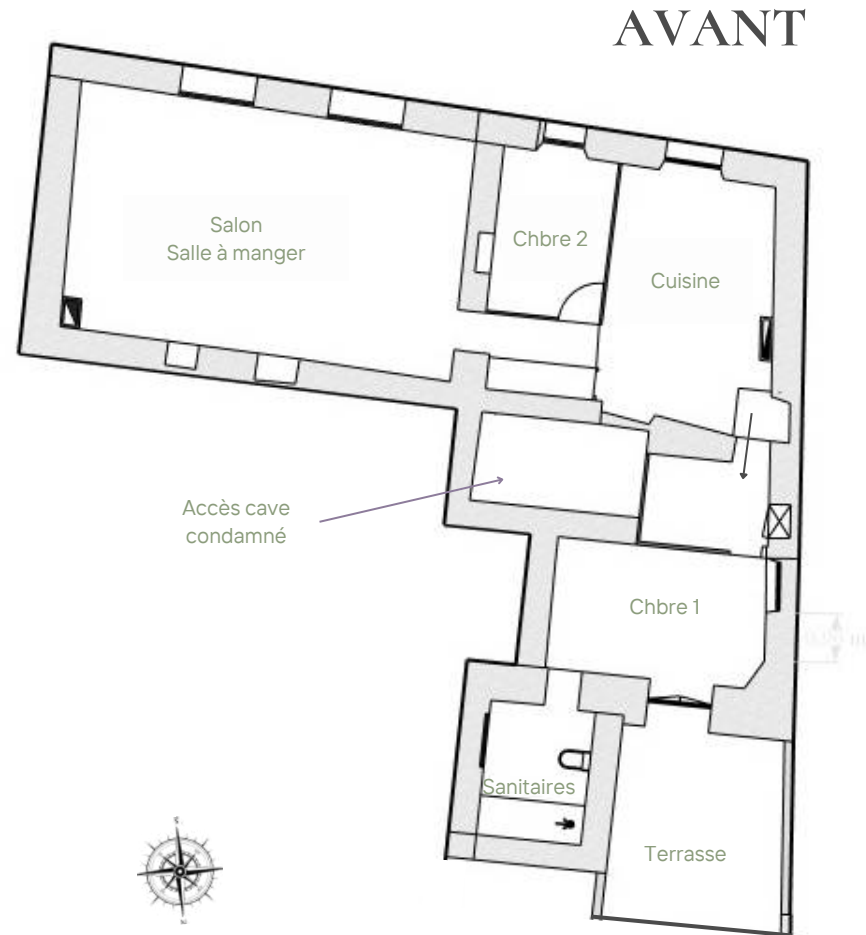 AVANT
Salon
Salle à manger
Chbre 2
Cuisine
Accès cave
condamné
Chbre 1
Sanitaires
Terrasse